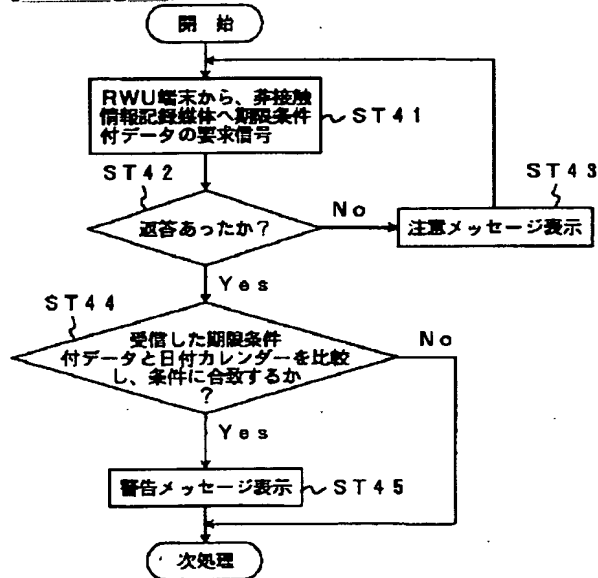 開 始
RWU端末から、非接触
情報記録媒体へ期限条件
付データの要求信号
ST41
ST42
ST43
返答あったか?
No
注意メッセージ表示
Yes
ST44
受信した期限条件
付データと日付カレンダーを比較
し、条件に合致するか
?
No
Yes
警告メッセージ表示
ST45
次処理